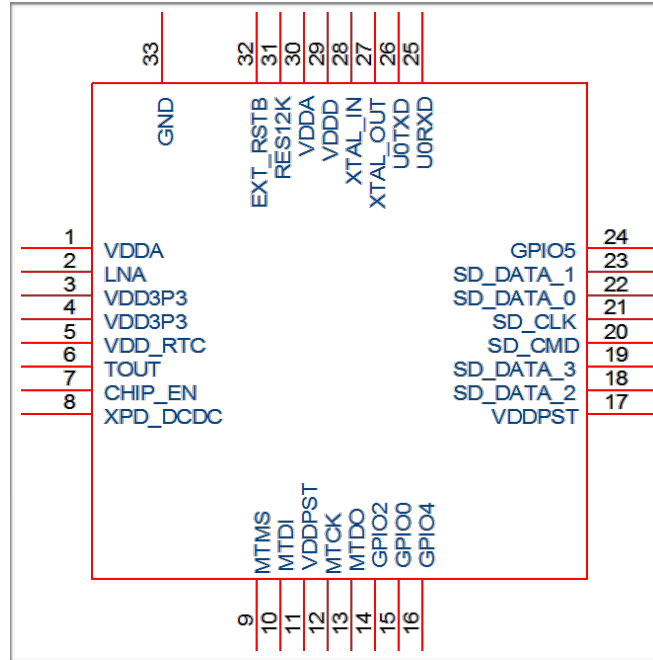 33
32
31
30
29
28
27
26
25
GND
EXT_RSTB
RES12K
VDDA
VDDD
XTAL_IN
XTAL_OUT
U0TXD
U0RXD
1 VDDA
2 LNA
3 VDD3P3
4 VDD3P3
5 VDD_RTC
6 TOUT
7 CHIP_EN
8 XPD_DCDC
GPIO5 24
SD_DATA_1 23
SD_DATA_0 22
SD_CLK 21
SD_CMD 20
SD_DATA_3 19
SD_DATA_2 18
VDDPST 17
MTMS
MTDI
VDDPST
MTCK
MTDO
GPIO2
GPIO0
GPIO4
9
10
11
12
13
14
15
16